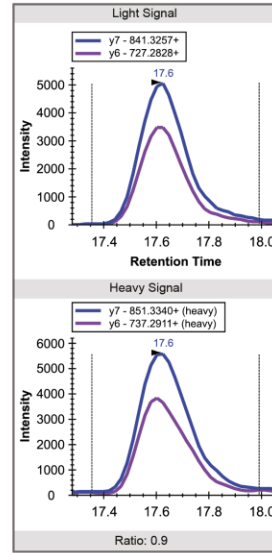 Light Signal
y7 - 841.3257+
y6 - 727.2828+
17.6
5000
4000
3000
2000
1000
0
Intensity
17.4 17.6 17.8 18.0
Retention Time
Heavy Signal
y7 - 851.3340+ (heavy)
y6 - 737.2911+ (heavy)
17.6
6000
5000
4000
3000
2000
1000
0
Intensity
17.4 17.6 17.8 18.0
Ratio: 0.9